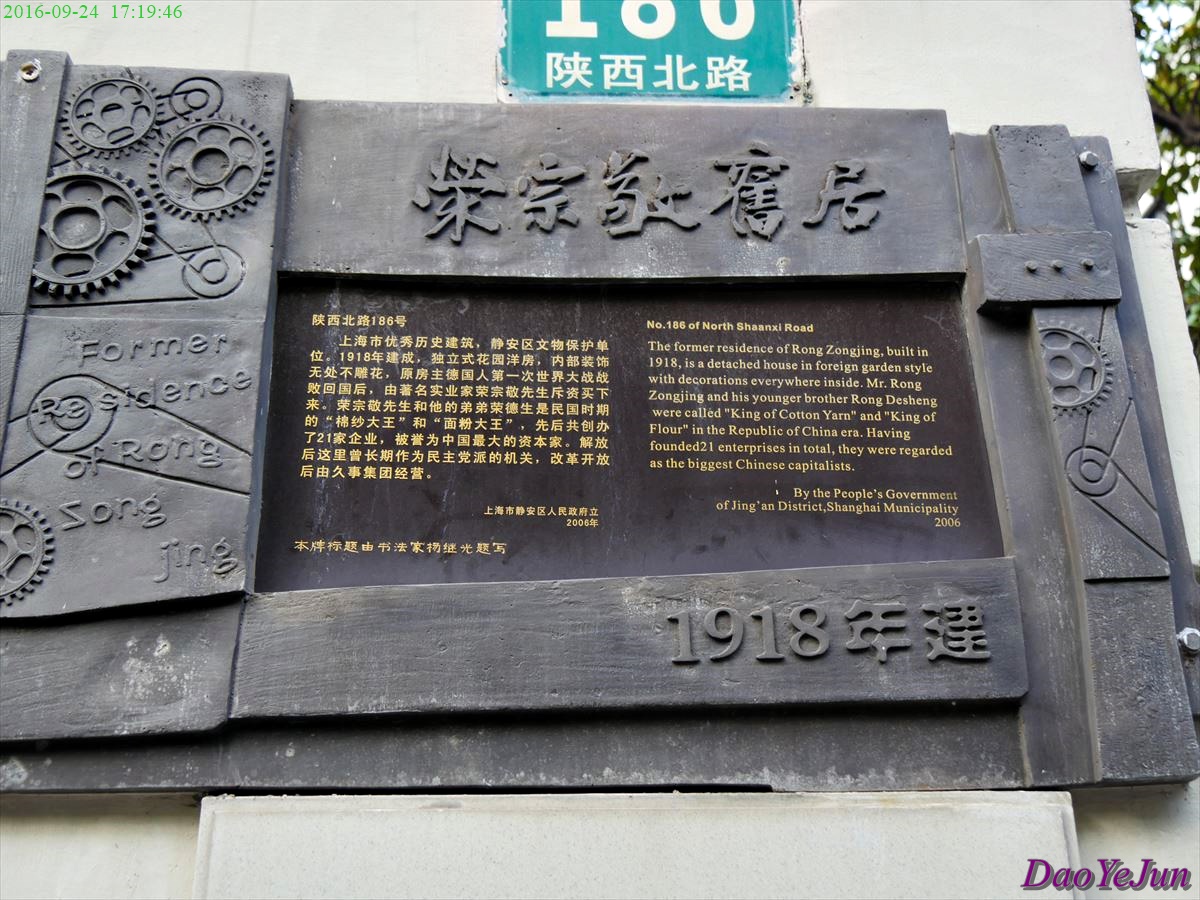 2016-09-24 17:19:46
186
陕西北路
榮宗敬舊居
Former
Residence
of Rong
Zong
jing
陕西北路186号
上海市优秀历史建筑，静安区文物保护单
位。1918年建成，独立式花园洋房，内部装饰
无处不雕花，原房主德国人第一次世界大战战
败回国后，由著名实业家荣宗敬先生斥资买下
来。荣宗敬先生和他的弟弟荣德生是民国时期
的“棉纱大王”和“面粉大王”，先后共创办
了21家企业，被誉为中国最大的资本家。解放
后这里曾长期作为民主党派的机关，改革开放
后由久事集团经营。
上海市静安区人民政府立
2006年
本牌标题由书法家杨继光题写
No.186 of North Shaanxi Road
The former residence of Rong Zongjing, built in
1918, is a detached house in foreign garden style
with decorations everywhere inside. Mr. Rong
Zongjing and his younger brother Rong Desheng
were called "King of Cotton Yarn" and "King of
Flour" in the Republic of China era. Having
founded21 enterprises in total, they were regarded
as the biggest Chinese capitalists.
By the People's Government
of Jing'an District,Shanghai Municipality
2006
1918年建
DaoYeJun